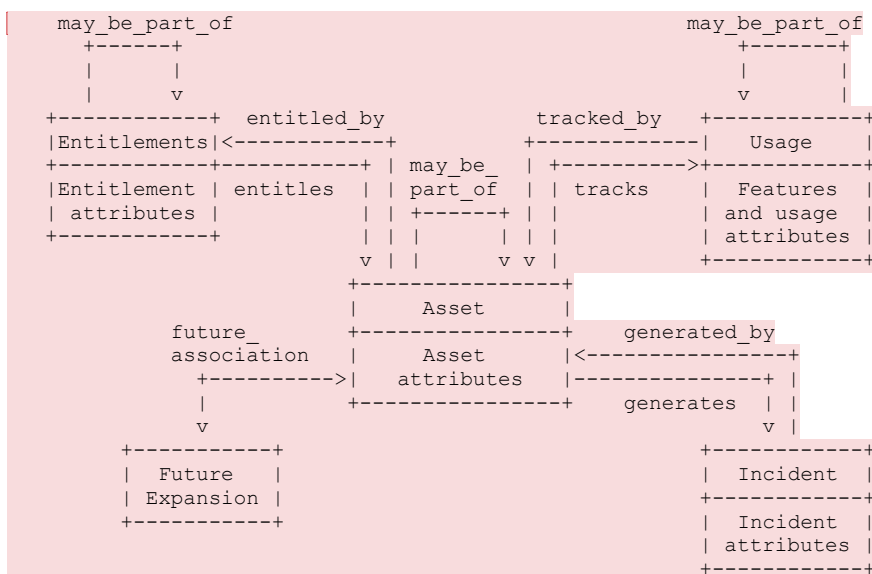 may_be_part_of may_be_part_of
entitled_by tracked_by
Entitlements Usage
may_be_
Entitlement entitles part_of tracks Features
attributes and usage
attributes
Asset
future_ generated_by
association Asset
attributes
generates
Future Incident
Expansion
Incident
attributes